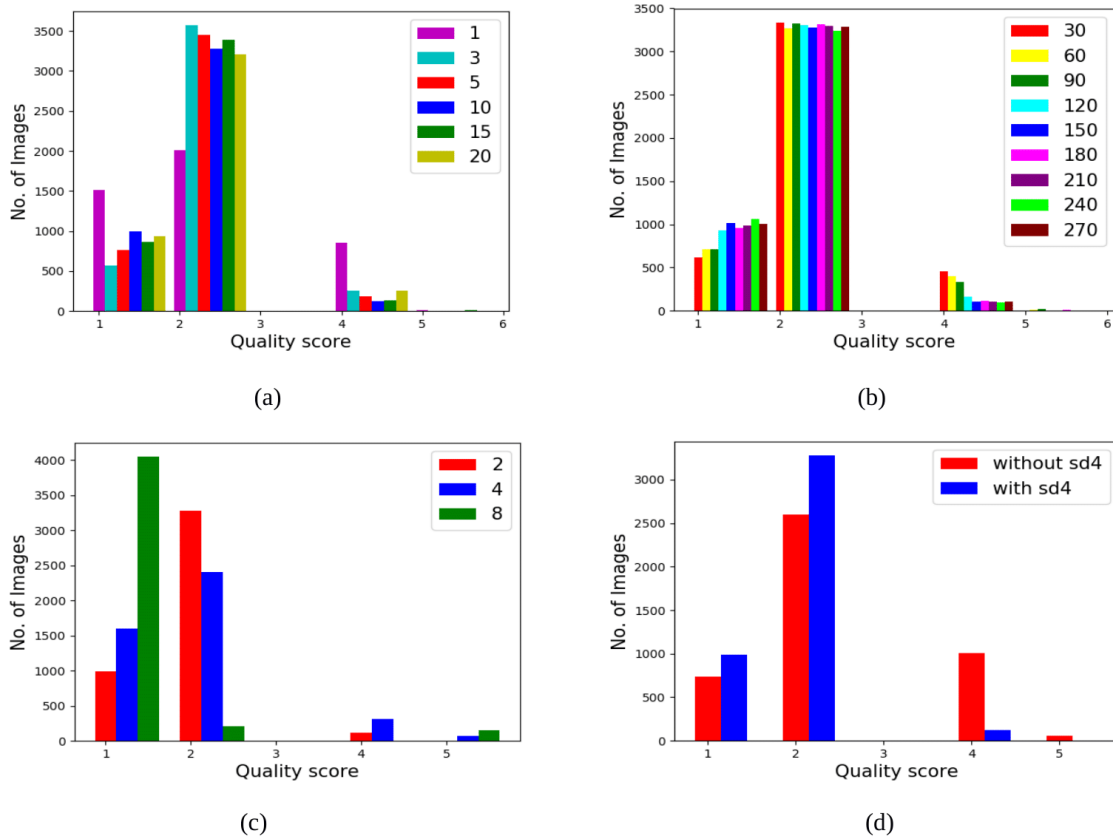 No. of Images
3500
3000
2500
2000
1500
1000
500
0
1
3
5
10
15
20
1 2 3 4 5 6
Quality score
(a)
No. of Images
3500
3000
2500
2000
1500
1000
500
0
30
60
90
120
150
180
210
240
270
1 2 3 4 5 6
Quality score
(b)
No. of Images
4000
3500
3000
2500
2000
1500
1000
500
0
2
4
8
1 2 3 4 5
Quality score
(c)
No. of Images
3000
2500
2000
1500
1000
500
0
without sd4
with sd4
1 2 3 4 5
Quality score
(d)